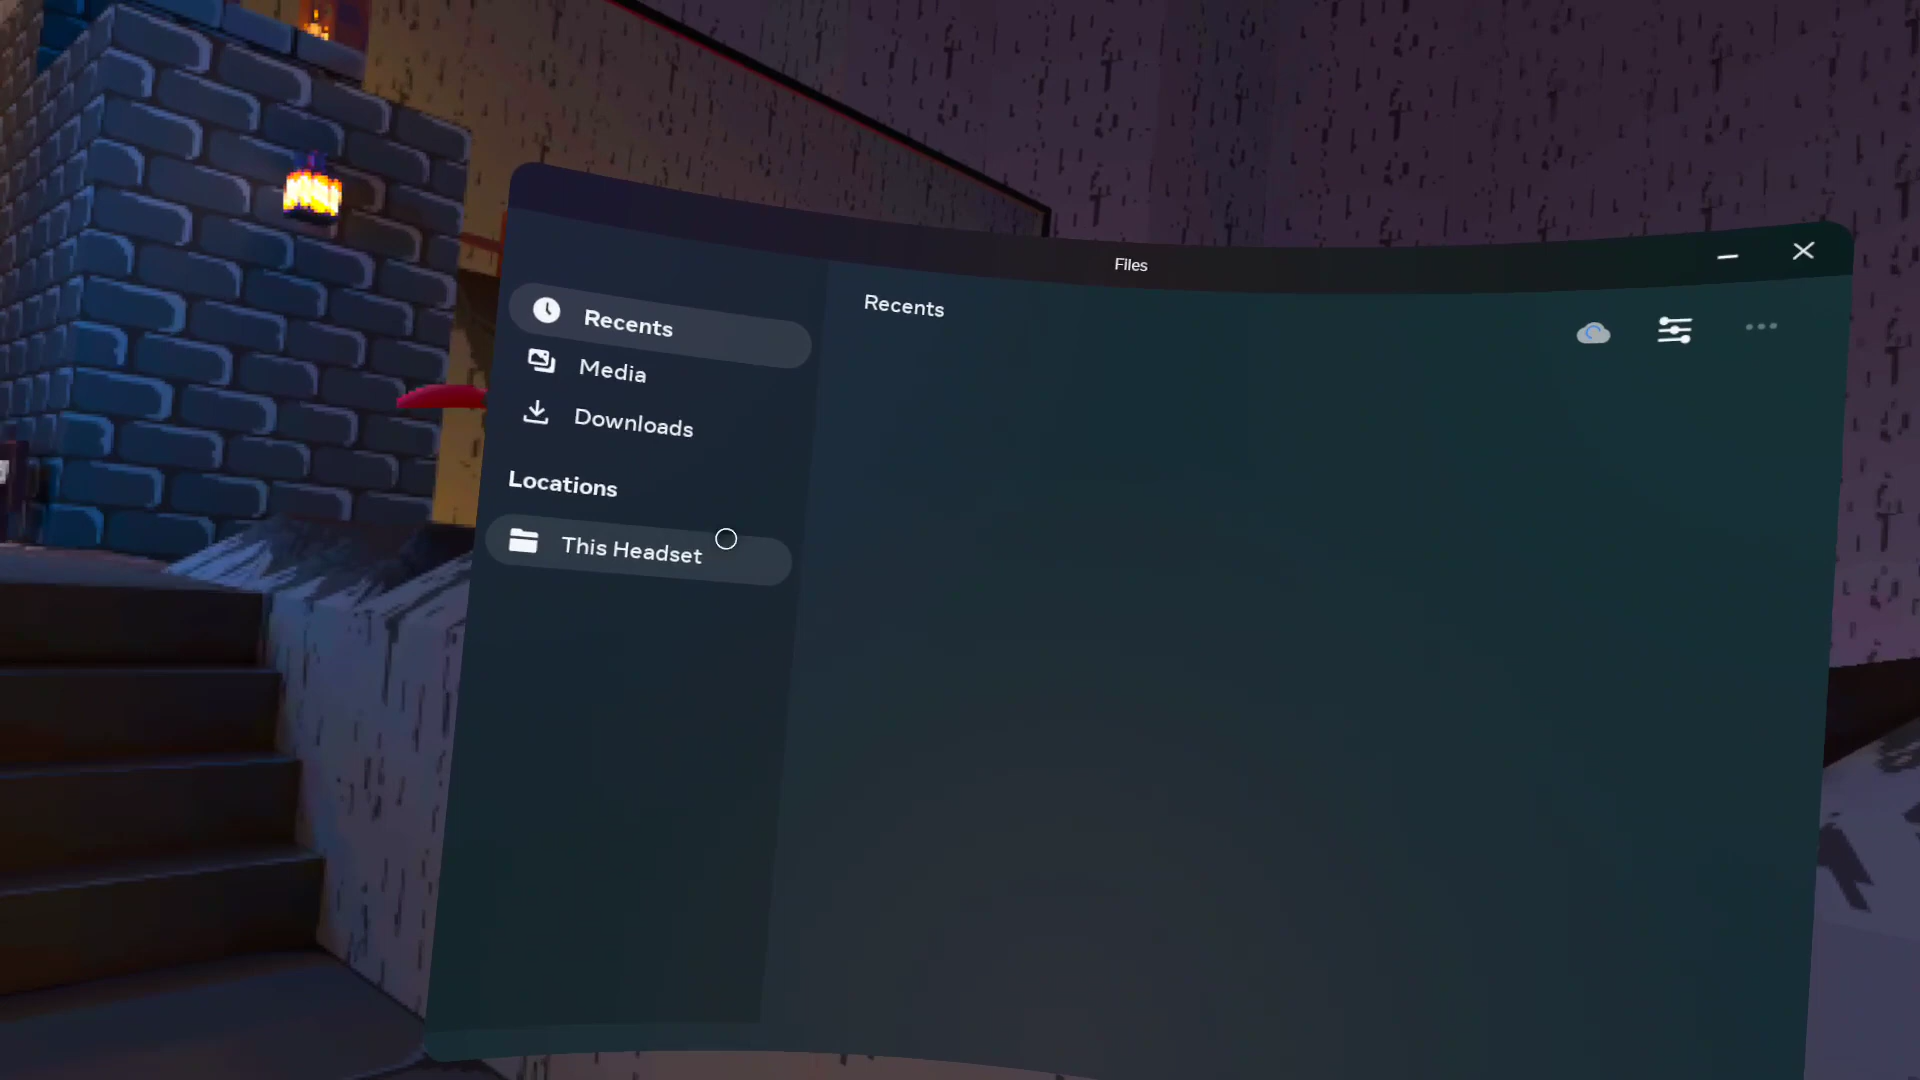 Files
Recents
Media
Downloads
Locations
This Headset
Recents